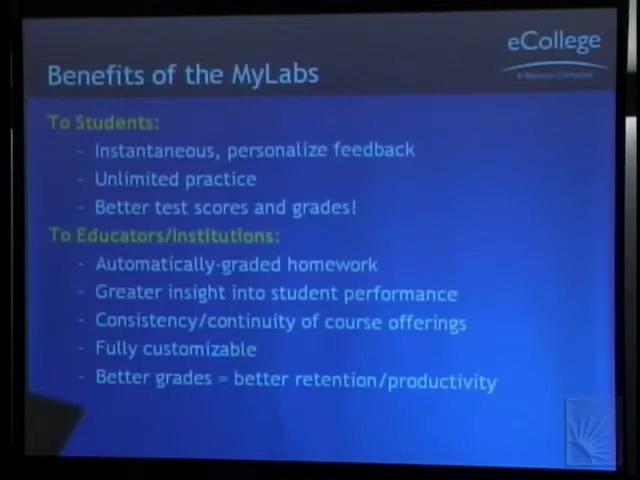 eCollege
A Pearson Company
Benefits of the MyLabs
To Students:
- Instantaneous, personalize feedback
- Unlimited practice
- Better test scores and grades!
To Educators/Institutions:
- Automatically-graded homework
- Greater insight into student performance
- Consistency/continuity of course offerings
- Fully customizable
- Better grades = better retention/productivity